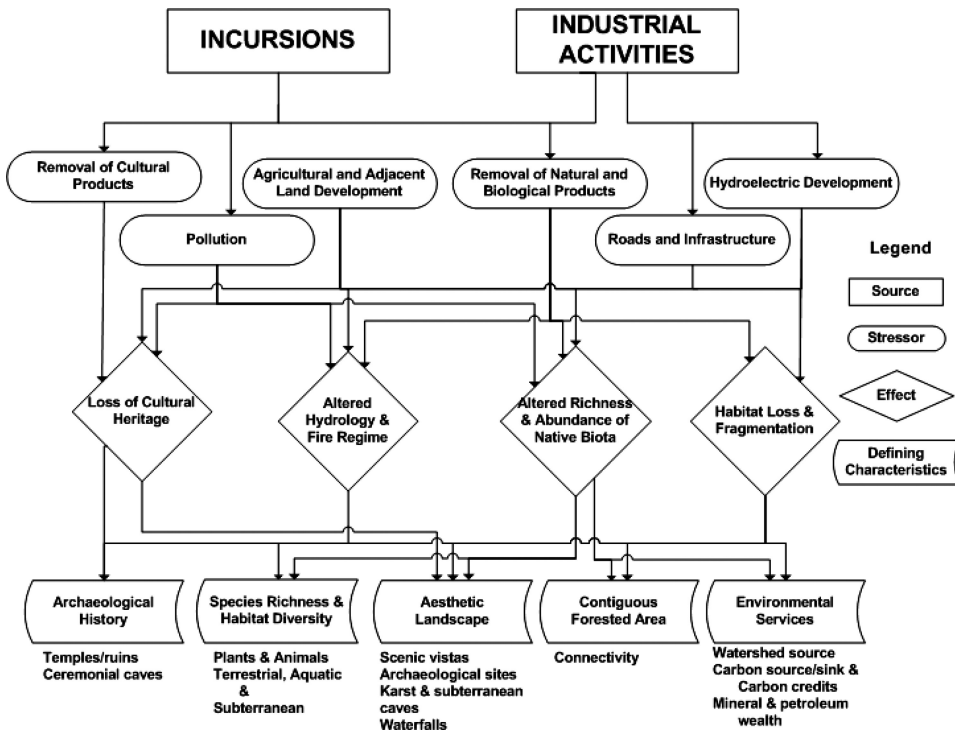 INCURSIONS
INDUSTRIAL
ACTIVITIES
Removal of Cultural
Products
Agricultural and Adjacent
Land Development
Removal of Natural and
Biological Products
Hydroelectric Development
Pollution
Roads and Infrastructure
Legend
Source
Stressor
Effect
Defining
Characteristics
Loss of Cultural
Heritage
Altered
Hydrology &
Fire Regime
Altered Richness
& Abundance of
Native Biota
Habitat Loss &
Fragmentation
Archaeological
History
Species Richness &
Habitat Diversity
Aesthetic
Landscape
Contiguous
Forested Area
Environmental
Services
Temples/ruins
Ceremonial caves
Plants & Animals
Terrestrial, Aquatic
&
Subterranean
Scenic vistas
Archaeological sites
Karst & subterranean
caves
Waterfalls
Connectivity
Watershed source
Carbon source/sink &
Carbon credits
Mineral & petroleum
wealth